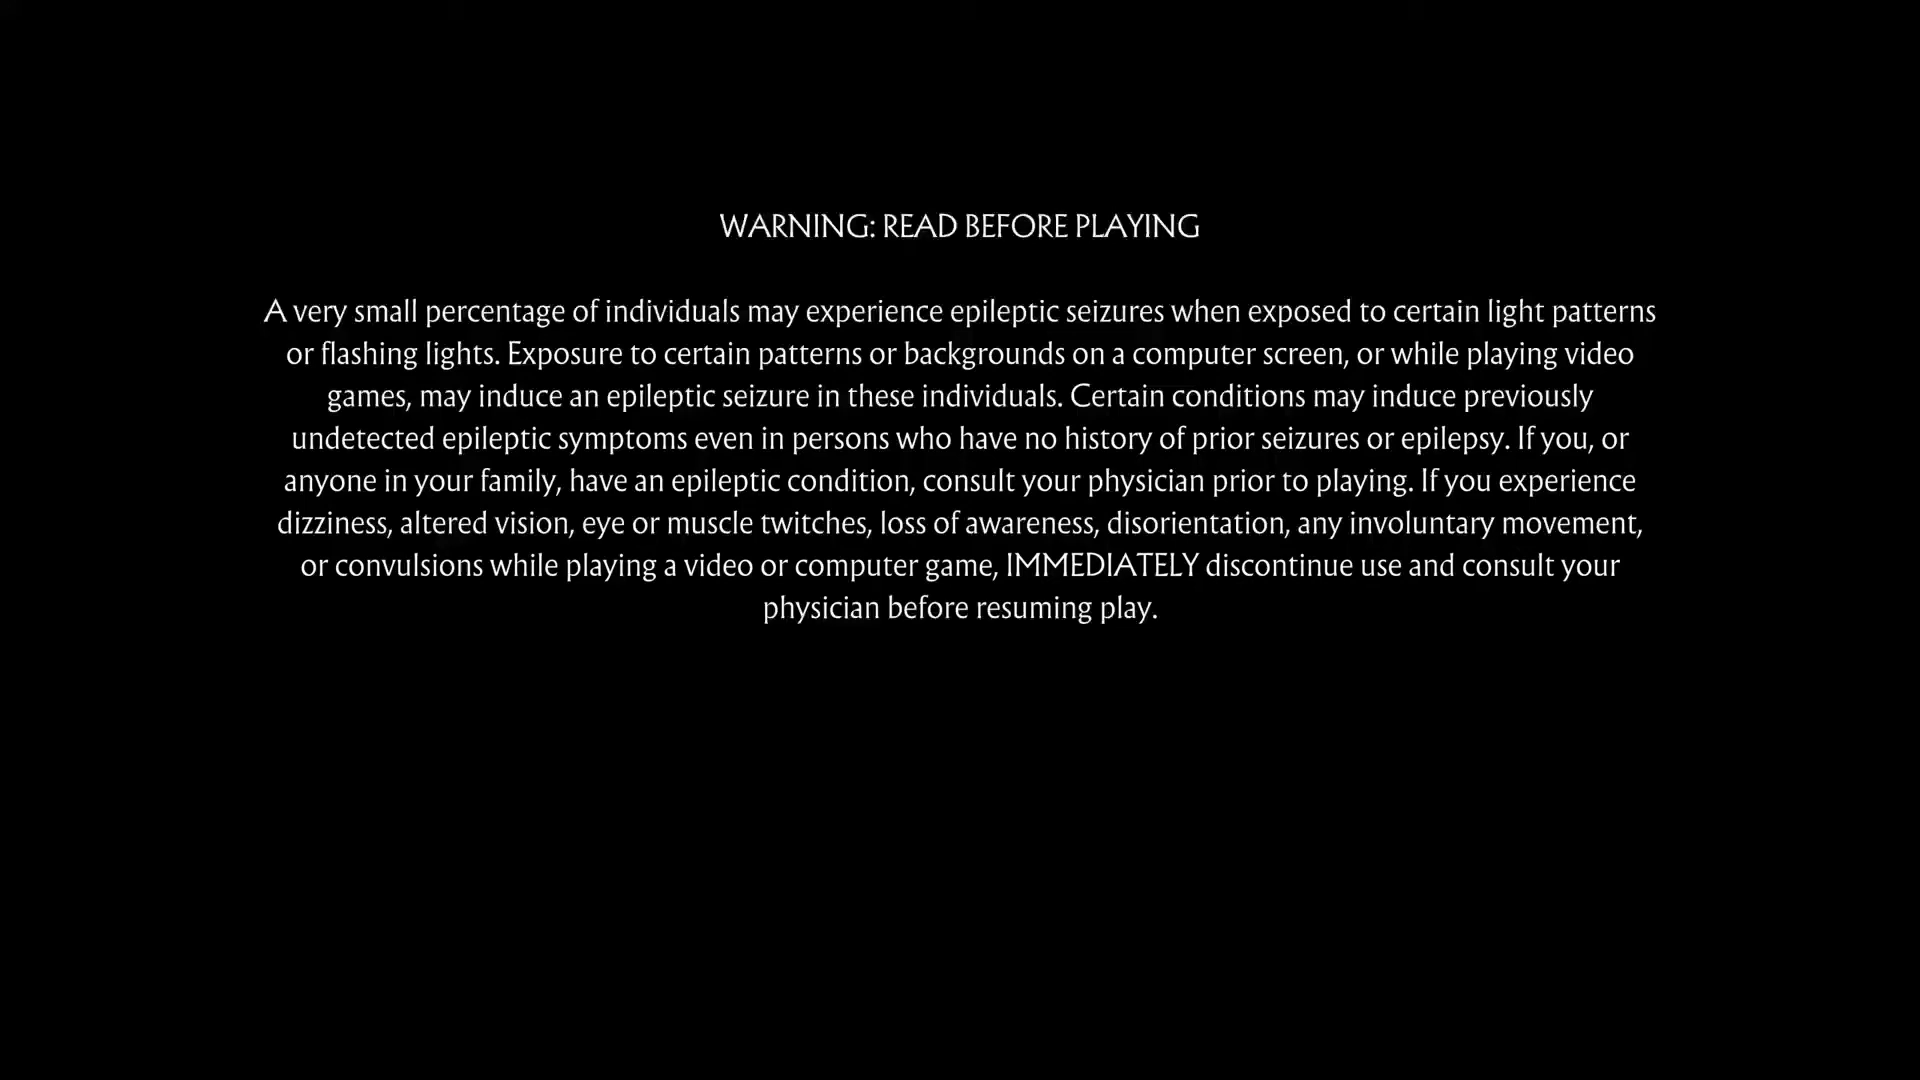 WARNING: READ BEFORE PLAYING
A very small percentage of individuals may experience epileptic seizures when exposed to certain light patterns
or flashing lights. Exposure to certain patterns or backgrounds on a computer screen, or while playing video
games, may induce an epileptic seizure in these individuals. Certain conditions may induce previously
undetected epileptic symptoms even in persons who have no history of prior seizures or epilepsy. If you, or
anyone in your family, have an epileptic condition, consult your physician prior to playing. If you experience
dizziness, altered vision, eye or muscle twitches, loss of awareness, disorientation, any involuntary movement,
or convulsions while playing a video or computer game, IMMEDIATELY discontinue use and consult your
physician before resuming play.